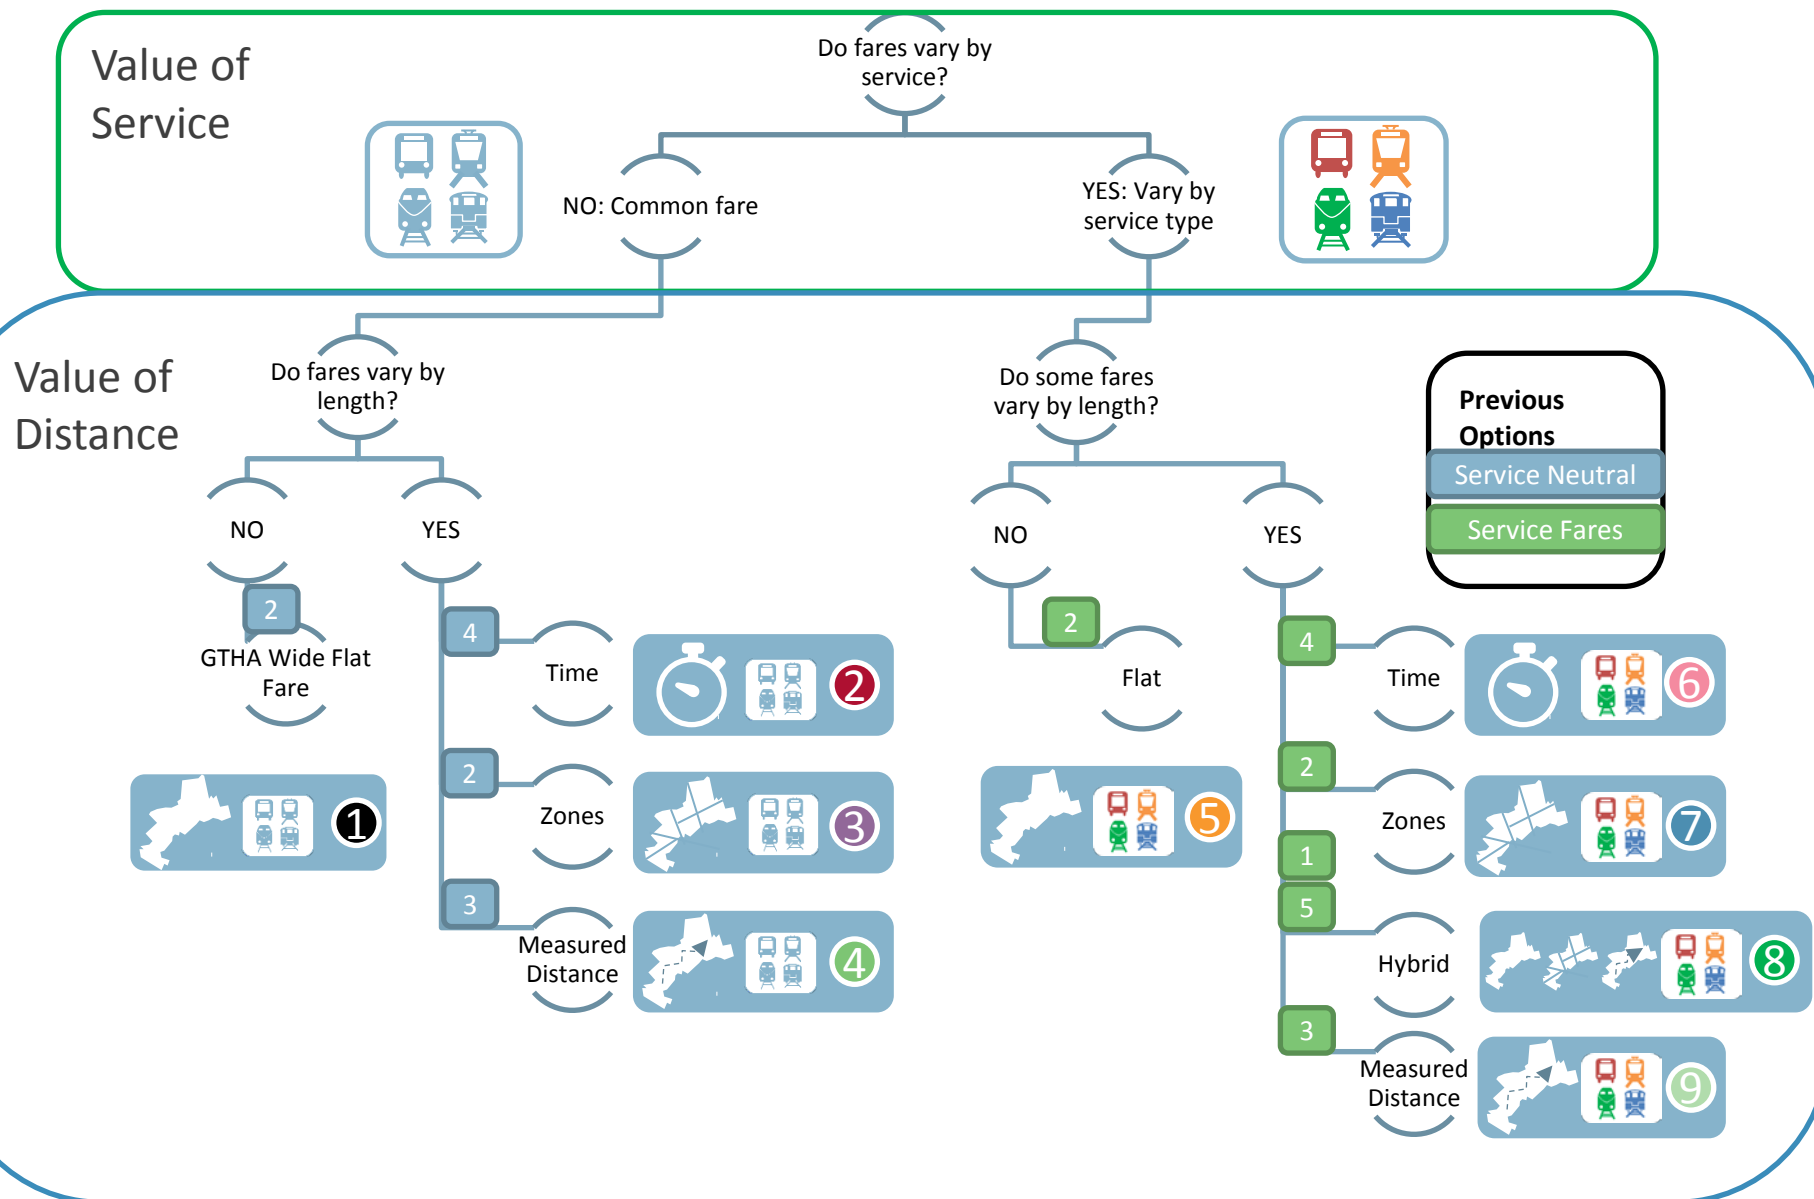 Value of
Service
Do fares vary by
service?
NO: Common fare
YES: Vary by
service type
Value of
Distance
Do fares vary by
length?
Do some fares
vary by length?
Previous
Options
Service Neutral
Service Fares
NO
YES
NO
YES
2
GTHA Wide Flat
Fare
1
4
Time
2
2
Zones
3
3
Measured
Distance
4
2
Flat
5
4
Time
6
2
Zones
7
1
5
Hybrid
8
3
Measured
Distance
9